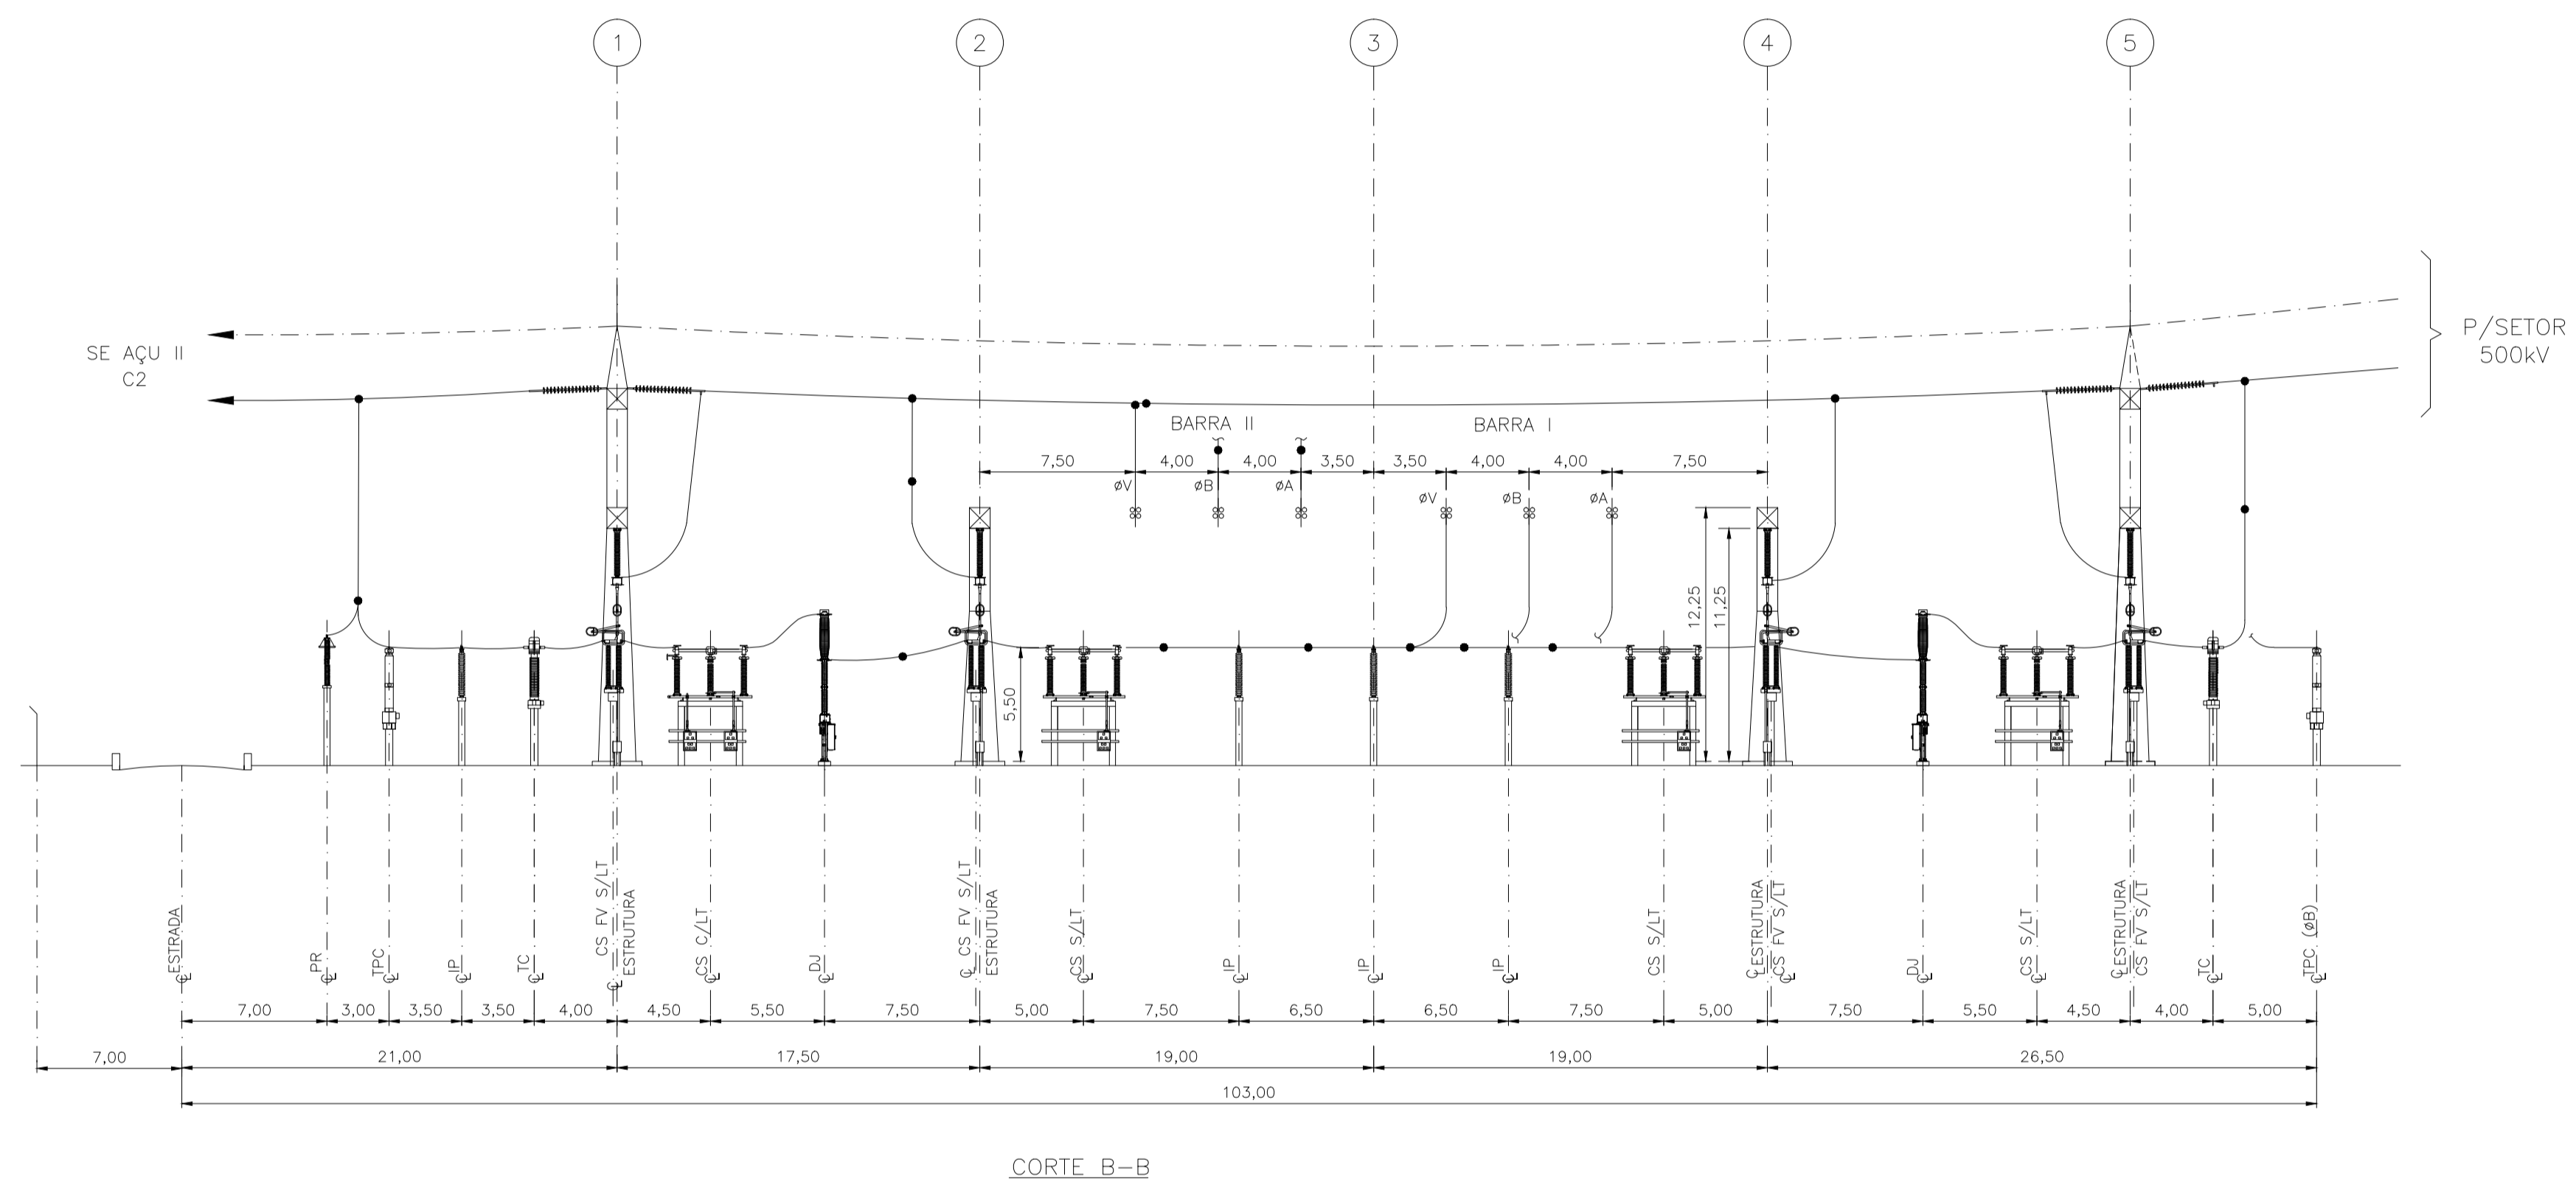 1
2
3
4
5
SE AÇU II
C2
P/SETOR
500kV
BARRA II
BARRA I
7,50
4,00
4,00
3,50
3,50
4,00
4,00
7,50
øV
øB
øA
øV
øB
øA
12,25
11,25
5,50
ESTRADA
PR
TPC
IP
TC
CS FV S/LT
ESTRUTURA
CS C/LT
DJ
CS FV S/LT
ESTRUTURA
CS S/LT
IP
IP
IP
CS S/LT
ESTRUTURA
CS FV S/LT
DJ
CS S/LT
ESTRUTURA
CS FV S/LT
TC
TPC (øB)
7,00
3,00
3,50
3,50
4,00
4,50
5,50
7,50
5,00
7,50
6,50
6,50
7,50
5,00
7,50
5,50
4,50
4,00
5,00
7,00
21,00
17,50
19,00
19,00
26,50
103,00
CORTE B-B